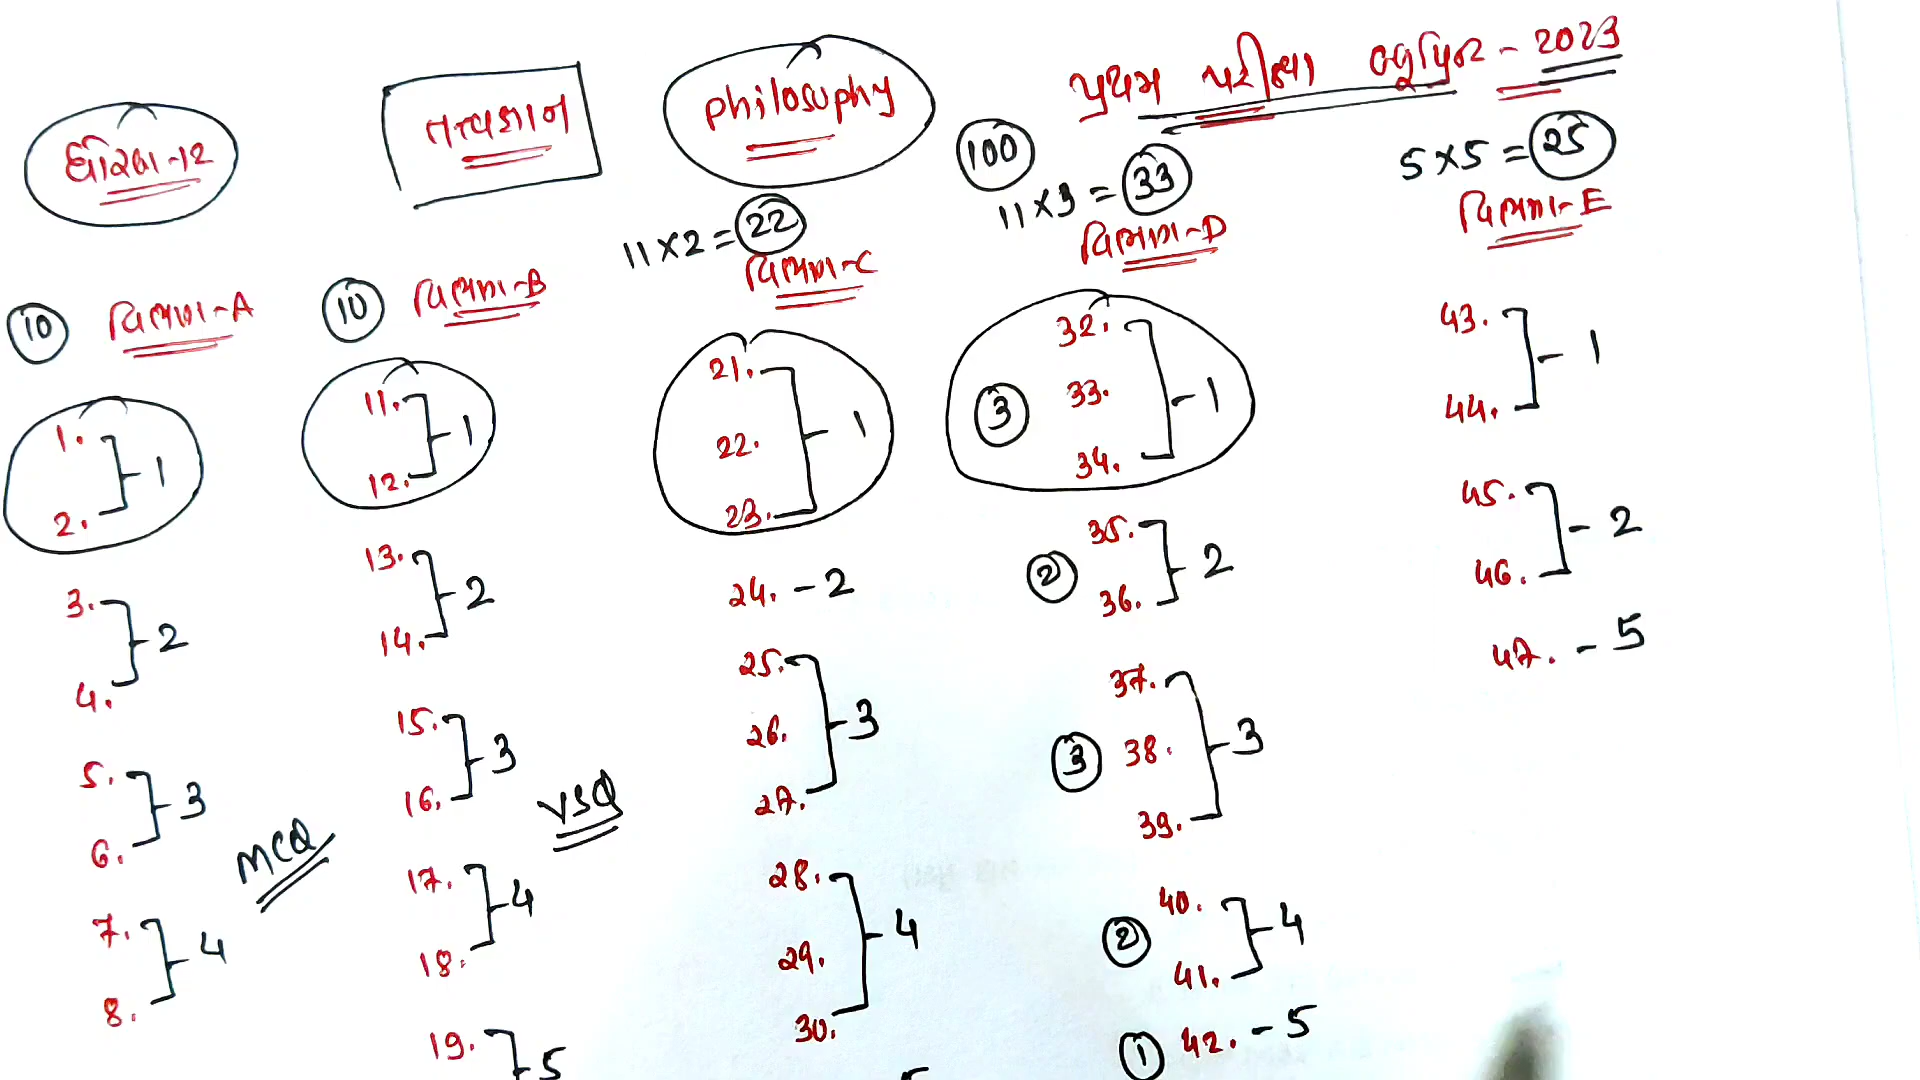 ધોરણ-12
તત્વજ્ઞાન
philosophy
પ્રથમ પરીક્ષા બ્લુપ્રિન્ટ - 2023
100
10 વિભાગ-A
1.
2.
] - 1
3.
4.
] - 2
5.
6.
] - 3
7.
8.
] - 4
MCQ
10 વિભાગ-B
11.
12.
] - 1
13.
14.
] - 2
15.
16.
] - 3
17.
18.
] - 4
19.
] - 5
VSQ
11 × 2 = 22
વિભાગ-C
21.
22.
23.
] - 1
24. - 2
25.
26.
27.
] - 3
28.
29.
30.
] - 4
11 × 3 = 33
વિભાગ-D
3
32.
33.
34.
] - 1
2
35.
36.
] - 2
3
37.
38.
39.
] - 3
2
40.
41.
] - 4
1 42. - 5
5 × 5 = 25
વિભાગ-E
43.
44.
] - 1
45.
46.
] - 2
47. - 5